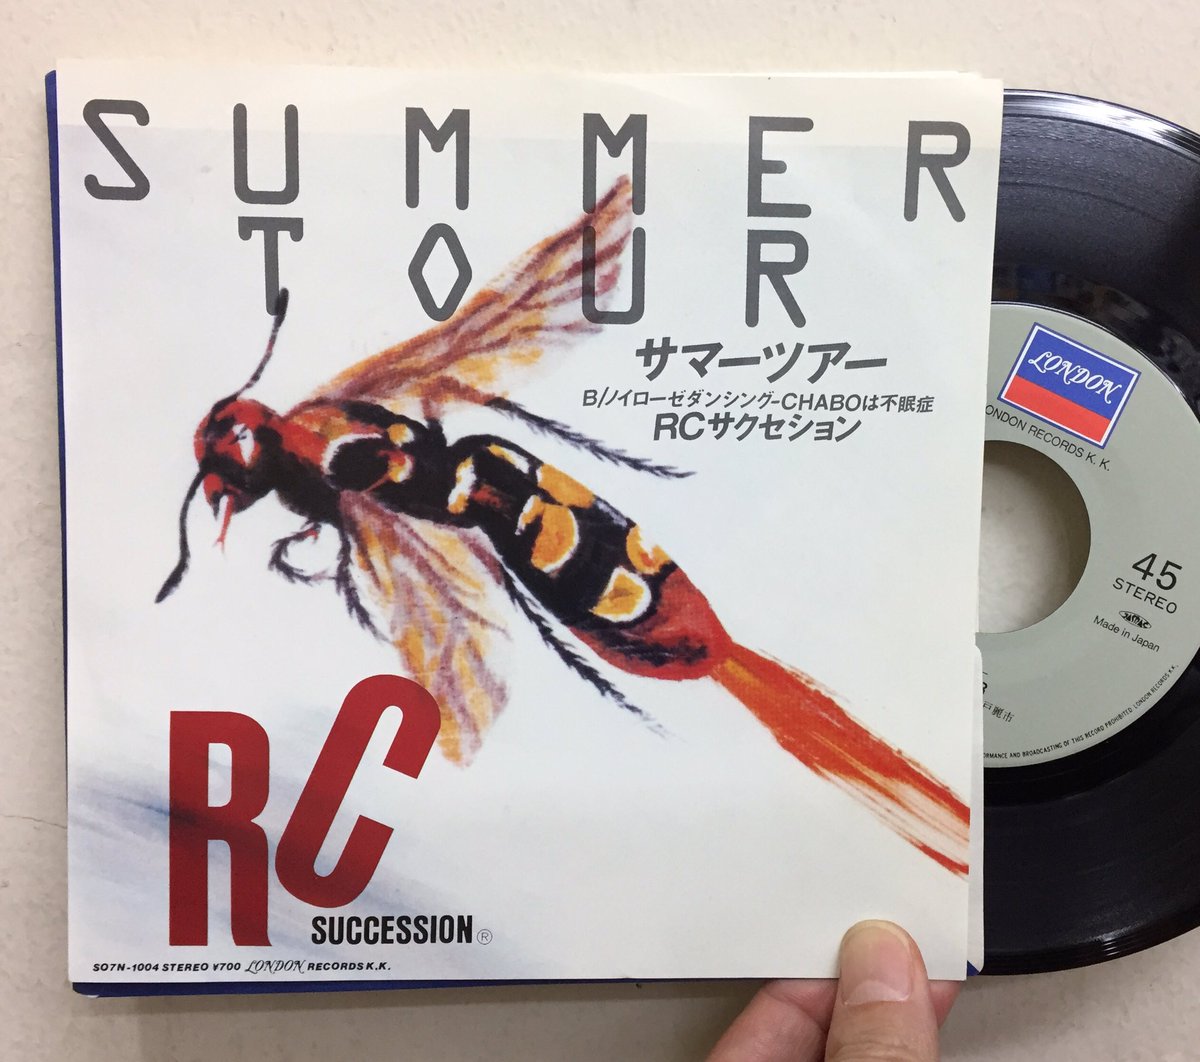 SUMMER
TOUR
サマーツアー
B/ノイローゼダンシング-CHABOは不眠症
RCサクセション
RC
SUCCESSION®
SO7N-1004 STEREO ¥700 LONDON RECORDS K.K.
LONDON
LONDON RECORDS K. K.
45
STEREO
JASRAC
Made in Japan